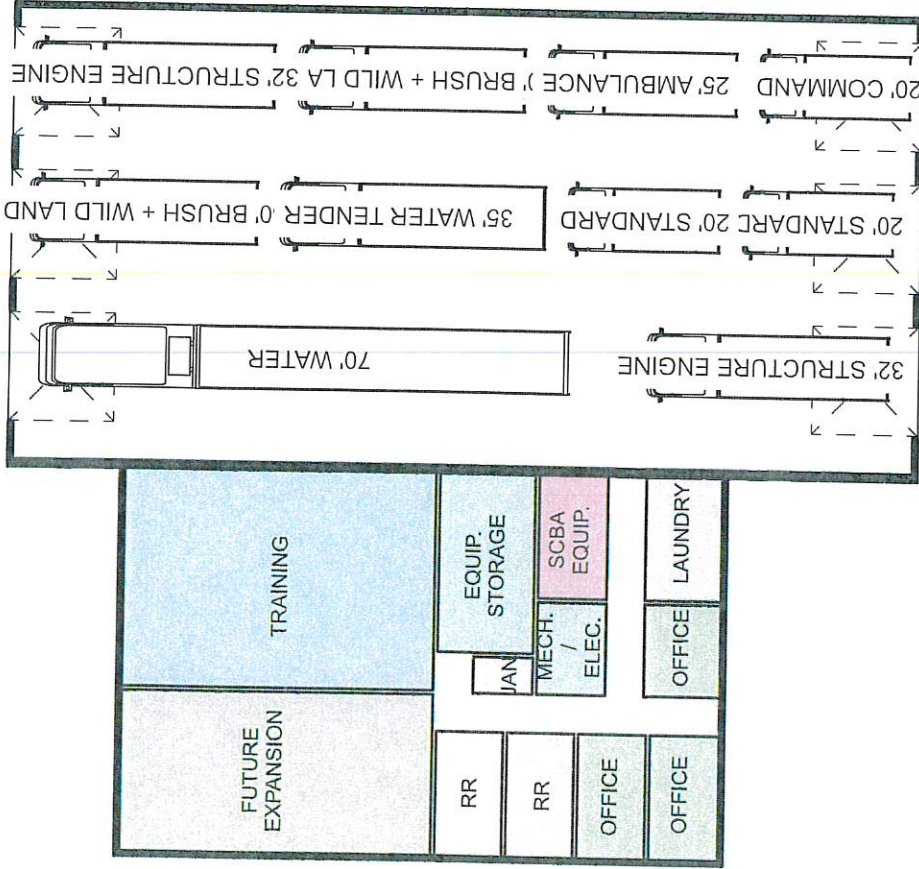 32' STRUCTURE ENGINE
)' BRUSH + WILD LA
25' AMBULANCE
20' COMMAND
0' BRUSH + WILD LAND
35' WATER TENDER
20' STANDARD
20' STANDARD
70' WATER
32' STRUCTURE ENGINE
TRAINING
EQUIP.
STORAGE
SCBA
EQUIP.
LAUNDRY
JAN
MECH.
/
ELEC.
OFFICE
FUTURE
EXPANSION
RR
RR
OFFICE
OFFICE